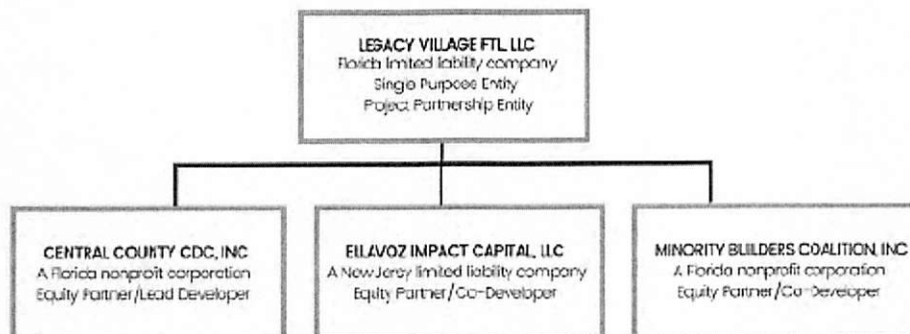 LEGACY VILLAGE FTL, LLC
Florida limited liability company
Single Purpose Entity
Project Partnership Entity
CENTRAL COUNTY CDC, INC
A Florida nonprofit corporation
Equity Partner/Lead Developer
ELLAVOZ IMPACT CAPITAL, LLC
A New Jersy limited liability company
Equity Partner/Co-Developer
MINORITY BUILDERS COALITION, INC
A Florida nonprofit corporation
Equity Partner/Co-Developer